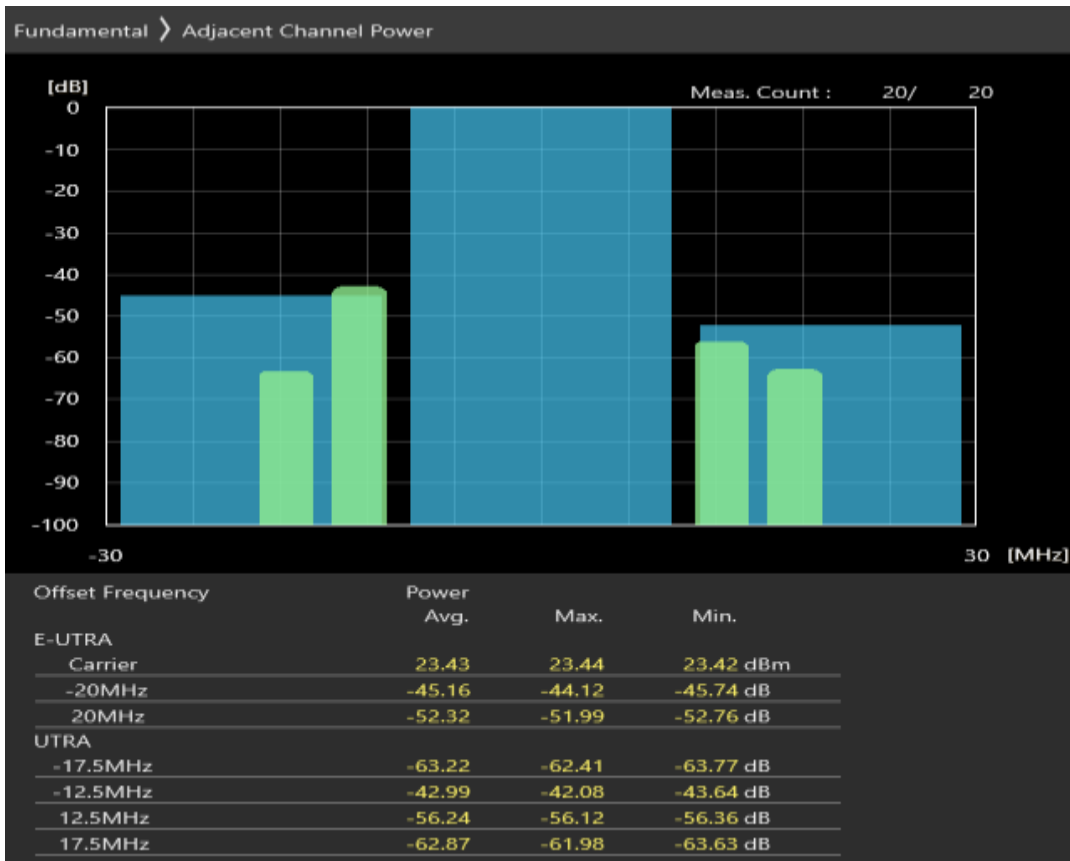 Fundamental ❭ Adjacent Channel Power
[dB]
Meas. Count : 20/ 20
0
-10
-20
-30
-40
-50
-60
-70
-80
-90
-100
-30 30 [MHz]
Offset Frequency Power
Avg. Max. Min.
E-UTRA
Carrier 23.43 23.44 23.42 dBm
-20MHz -45.16 -44.12 -45.74 dB
20MHz -52.32 -51.99 -52.76 dB
UTRA
-17.5MHz -63.22 -62.41 -63.77 dB
-12.5MHz -42.99 -42.08 -43.64 dB
12.5MHz -56.24 -56.12 -56.36 dB
17.5MHz -62.87 -61.98 -63.63 dB